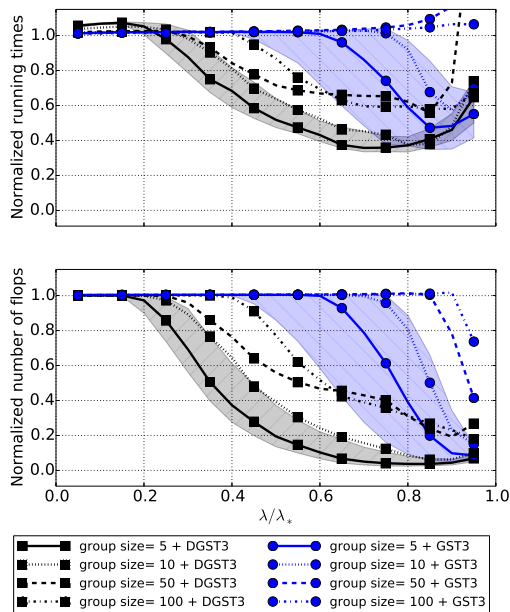 Normalized running times
1.0
0.8
0.6
0.4
0.2
0.0
Normalized number of flops
1.0
0.8
0.6
0.4
0.2
0.0
0.0 0.2 0.4 0.6 0.8 1.0
λ/λ*
group size= 5 + DGST3 group size= 5 + GST3
group size= 10 + DGST3 group size= 10 + GST3
group size= 50 + DGST3 group size= 50 + GST3
group size= 100 + DGST3 group size= 100 + GST3